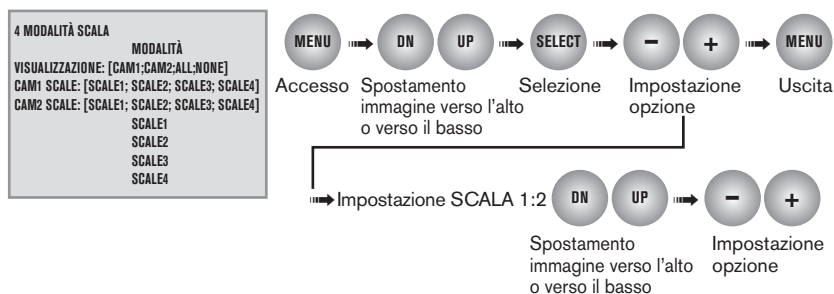 4 MODALITÀ SCALA
MODALITÀ
VISUALIZZAZIONE: [CAM1;CAM2;ALL;NONE]
CAM1 SCALE: [SCALE1; SCALE2; SCALE3; SCALE4]
CAM2 SCALE: [SCALE1; SCALE2; SCALE3; SCALE4]
SCALE1
SCALE2
SCALE3
SCALE4
MENU DN UP SELECT – + MENU
Accesso
Spostamento
immagine verso l'alto
o verso il basso
Selezione
Impostazione
opzione
Uscita
Impostazione SCALA 1:2 DN UP – +
Spostamento
immagine verso l'alto
o verso il basso
Impostazione
opzione